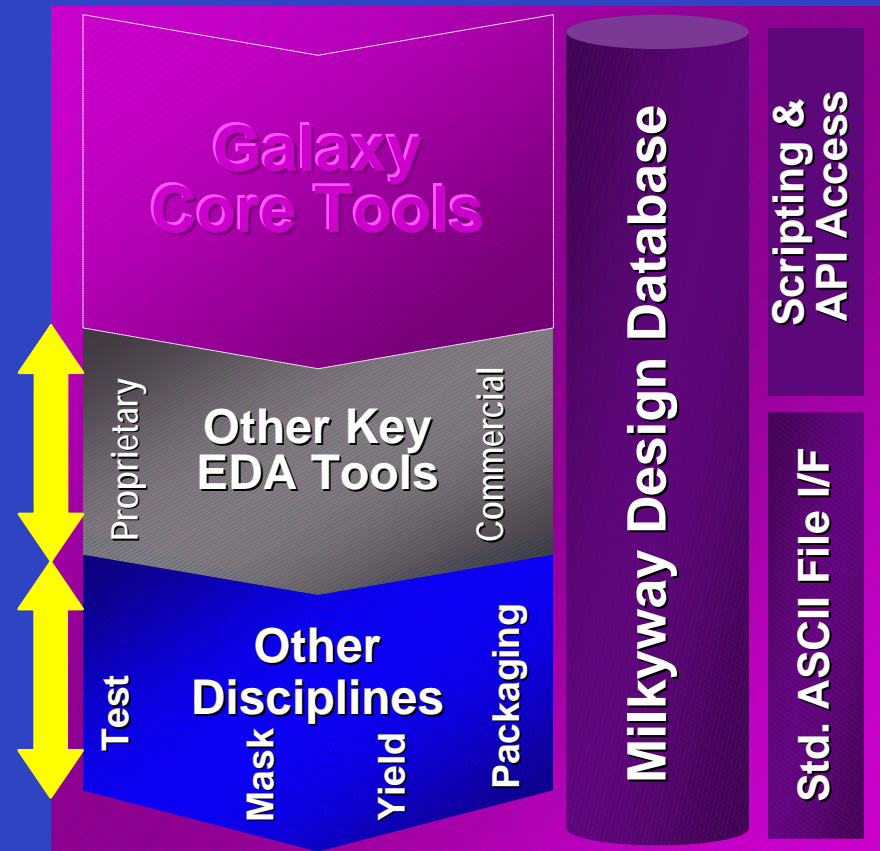 Galaxy
Core Tools
Proprietary
Other Key
EDA Tools
Commercial
Other
Disciplines
Test
Mask
Yield
Packaging
Milkyway Design Database
Scripting &
API Access
Std. ASCII File I/F